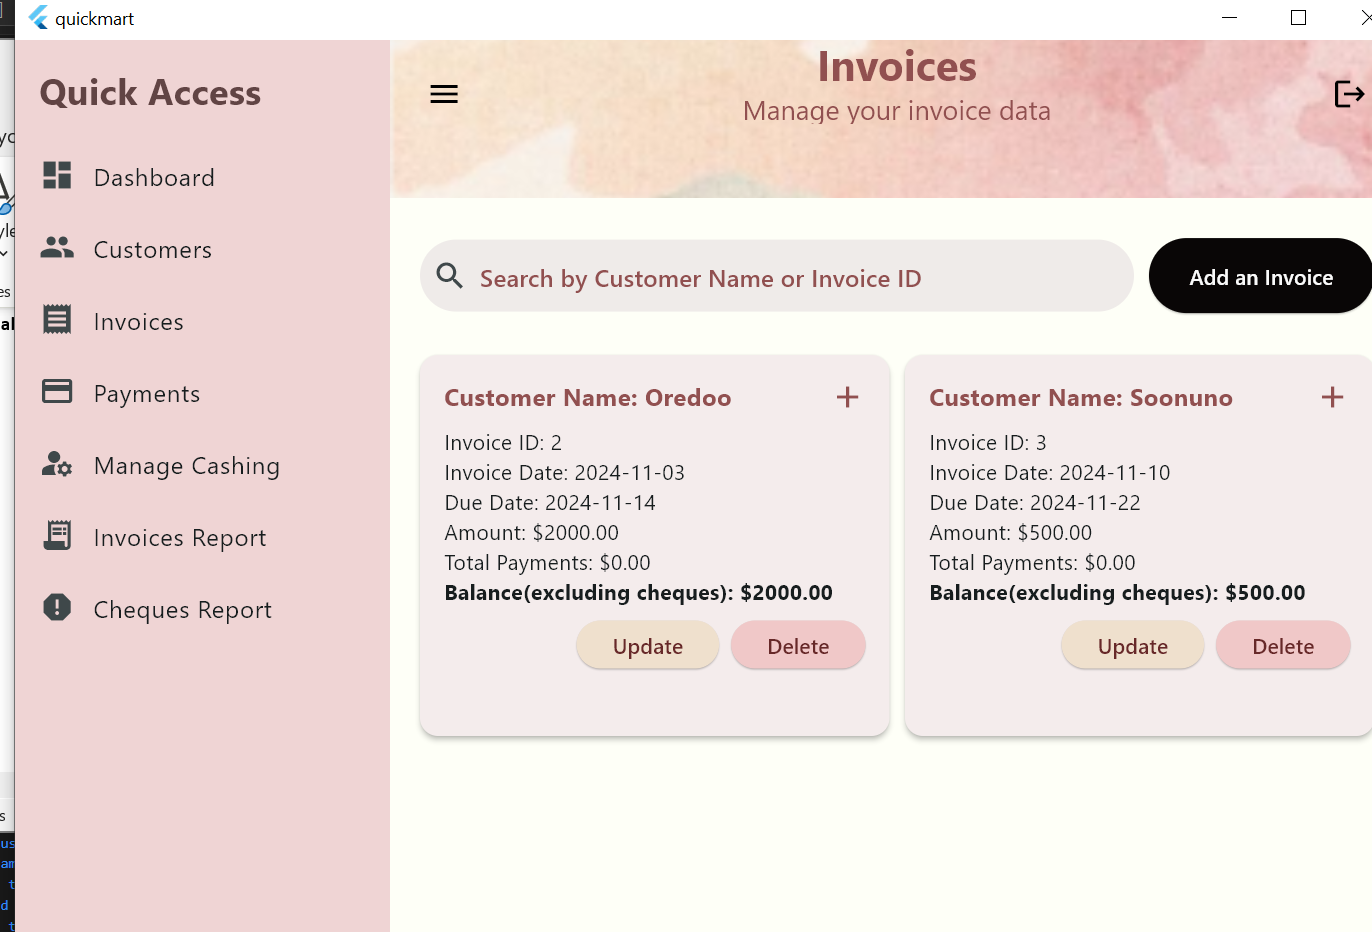 quickmart
Quick Access
Dashboard
Customers
Invoices
Payments
Manage Cashing
Invoices Report
Cheques Report
Invoices
Manage your invoice data
Search by Customer Name or Invoice ID
Add an Invoice
Customer Name: Oredoo
Invoice ID: 2
Invoice Date: 2024-11-03
Due Date: 2024-11-14
Amount: $2000.00
Total Payments: $0.00
Balance(excluding cheques): $2000.00
Update Delete
Customer Name: Soonuno
Invoice ID: 3
Invoice Date: 2024-11-10
Due Date: 2024-11-22
Amount: $500.00
Total Payments: $0.00
Balance(excluding cheques): $500.00
Update Delete